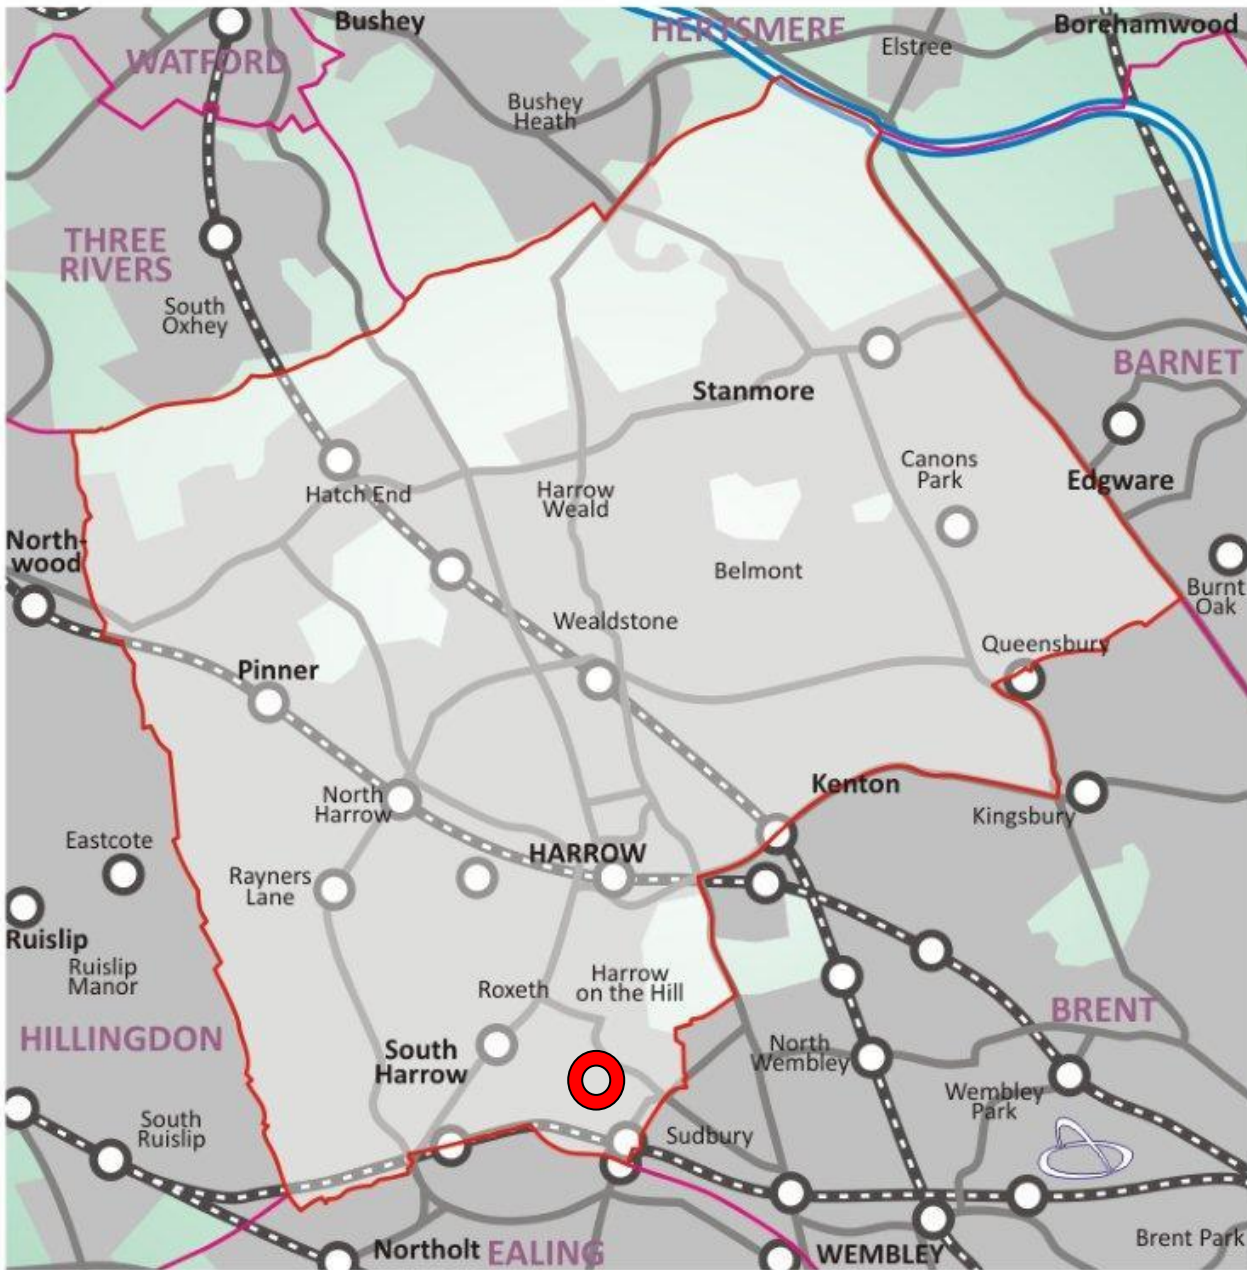 Bushey
HERTSMERE
Borehamwood
WATFORD
Elstree
Bushey
Heath
THREE
RIVERS
South
Oxhey
BARNET
Stanmore
Canons
Park
Edgware
Hatch End
Harrow
Weald
North-
wood
Belmont
Burnt
Oak
Wealdstone
Queensbury
Pinner
Kenton
North
Harrow
Kingsbury
Eastcote
HARROW
Rayners
Lane
Ruislip
Ruislip
Manor
Roxeth
Harrow
on the Hill
BRENT
HILLINGDON
South
Harrow
North
Wembley
Wembley
Park
South
Ruislip
Sudbury
Brent Park
Northolt
EALING
WEMBLEY